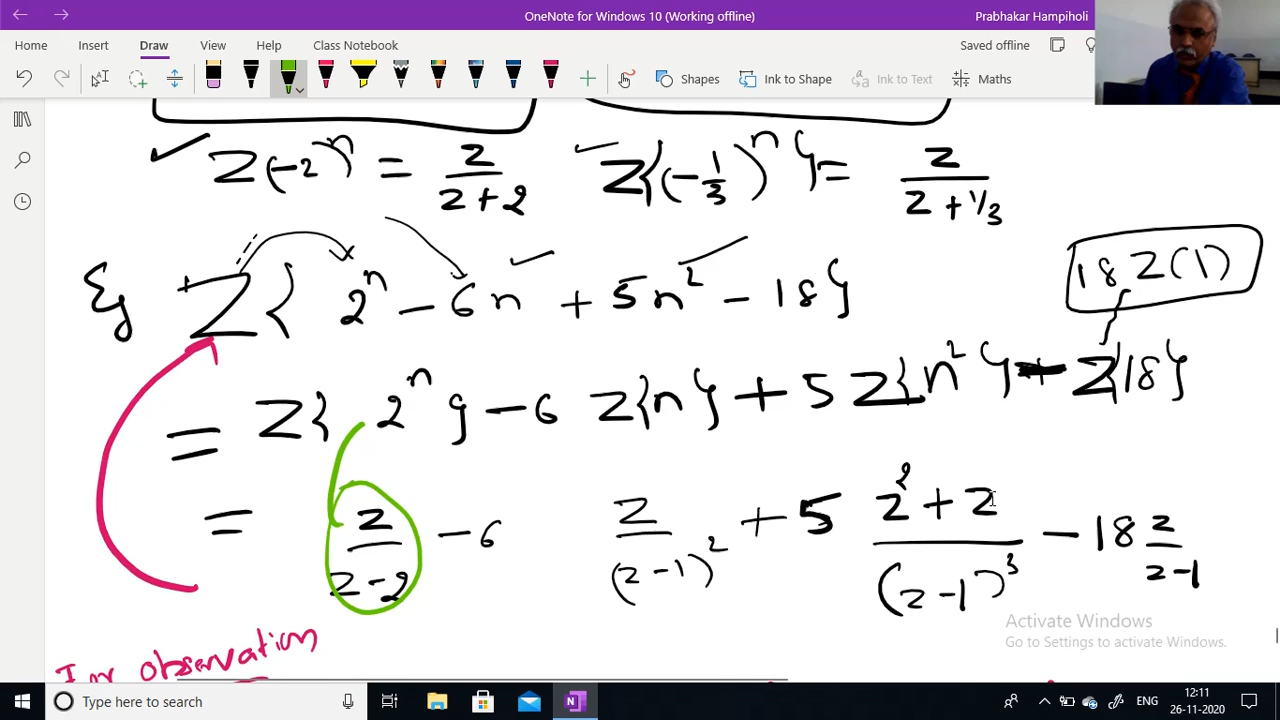 OneNote for Windows 10 (Working offline)
Prabhakar Hampiholi
Home Insert Draw View Help Class Notebook
Saved offline
Shapes Ink to Shape Ink to Text Maths
Z(-2)^n = z/(z+2) Z{(-1/3)^n} = z/(z+1/3)
18 Z(1)
Eg Z{ 2^n - 6n + 5n^2 - 18}
= Z{ 2^n } - 6 Z{n} + 5 Z{n^2} - Z{18}
= z/(z-2) - 6 z/(z-1)^2 + 5 (z^2+z)/(z-1)^3 - 18 z/(z-1)
Activate Windows
Go to Settings to activate Windows.
observation
Type here to search
ENG
12:11
26-11-2020